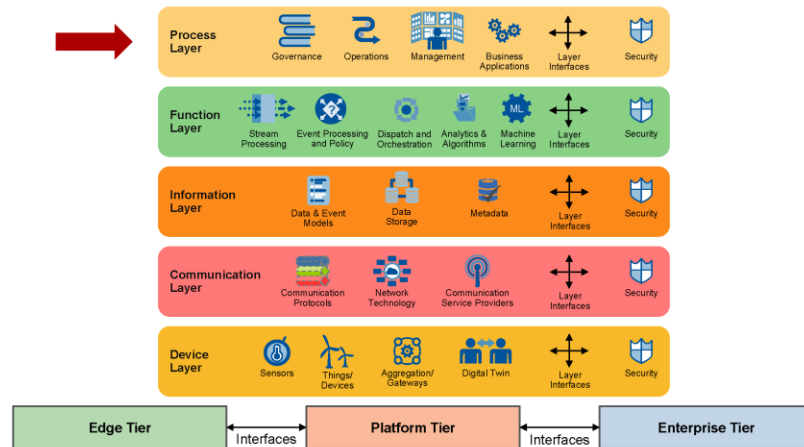 Process
Layer
Governance
Operations
Management
Business
Applications
Layer
Interfaces
Security
Function
Layer
Stream
Processing
?
Event Processing
and Policy
Dispatch and
Orchestration
Analytics &
Algorithms
ML
Machine
Learning
Layer
Interfaces
Security
Information
Layer
Data & Event
Models
Data
Storage
Metadata
Layer
Interfaces
Security
Communication
Layer
Communication
Protocols
Network
Technology
Communication
Service Providers
Layer
Interfaces
Security
Device
Layer
Sensors
Things/
Devices
Aggregation/
Gateways
Digital Twin
Layer
Interfaces
Security
Edge Tier
Interfaces
Platform Tier
Interfaces
Enterprise Tier